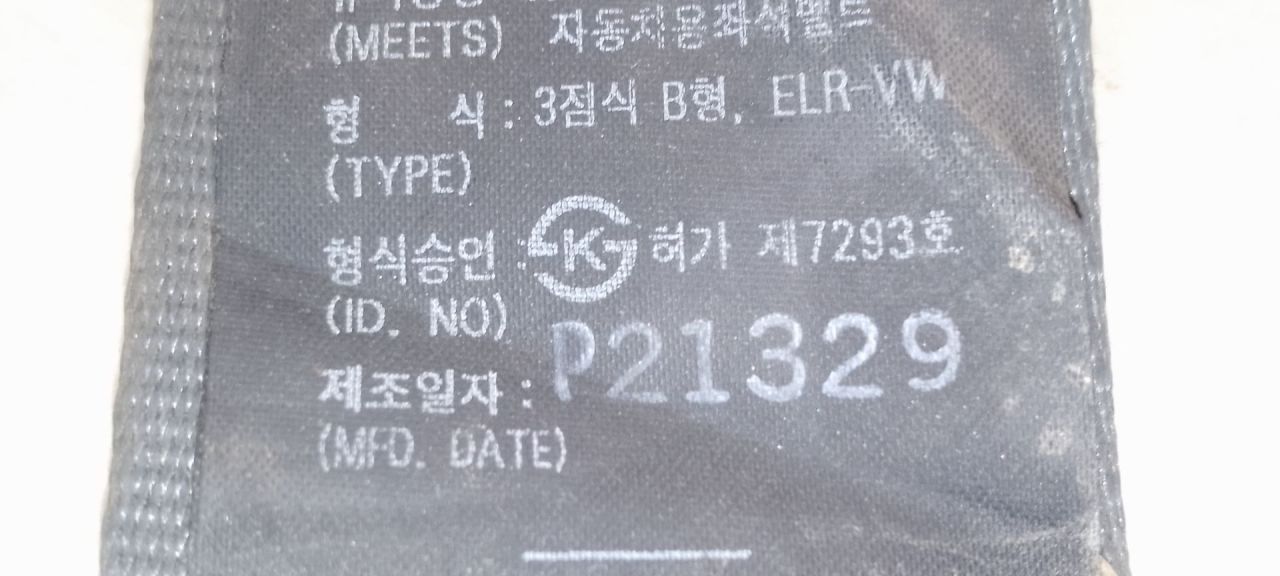 (MEETS) 자동차용좌석벨트
형 식 : 3점식 B형, ELR-VW
(TYPE)
형식승인 : K 허가 제7293호
(ID. NO)
제조일자 : P21329
(MFD. DATE)